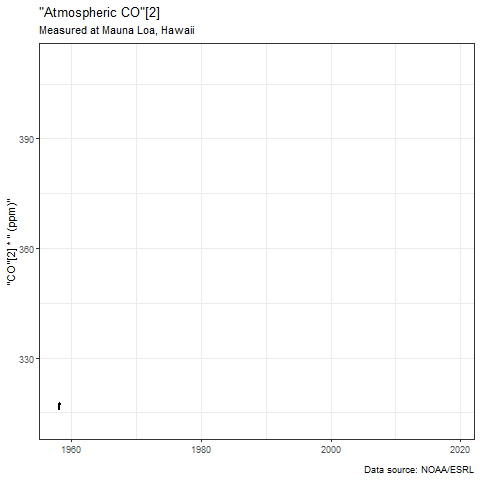 "Atmospheric CO"[2]
Measured at Mauna Loa, Hawaii
"CO"[2] * " (ppm)"
390
360
330
1960
1980
2000
2020
Data source: NOAA/ESRL